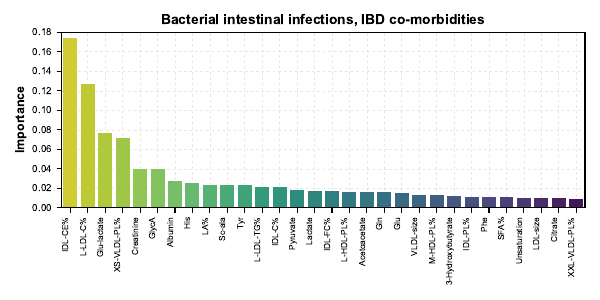 Bacterial intestinal infections, IBD co-morbidities
Importance
0.18
0.16
0.14
0.12
0.10
0.08
0.06
0.04
0.02
0.00
IDL-CE%
L-LDL-C%
Glu-lactate
XS-VLDL-PL%
Creatinine
GlycA
Albumin
His
LA%
Sc-ala
Tyr
L-LDL-TG%
IDL-C%
Pyruvate
Lactate
IDL-FC%
L-HDL-PL%
Acetoacetate
Gln
Glu
VLDL-size
M-HDL-PL%
3-Hydroxybutyrate
IDL-PL%
Phe
SFA%
Unsaturation
LDL-size
Citrate
XXL-VLDL-PL%